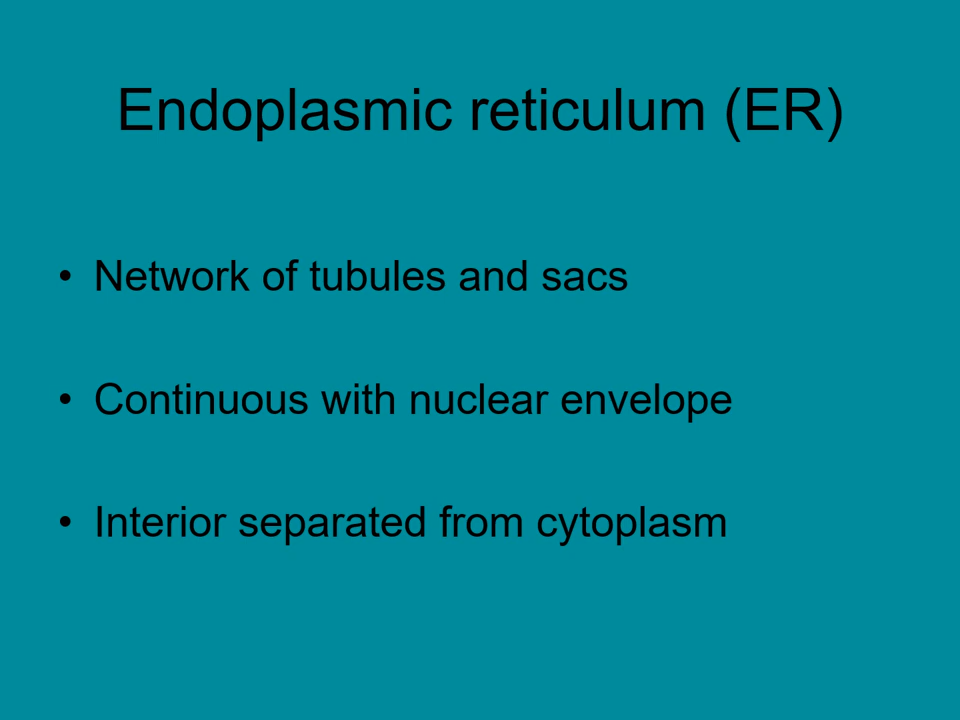 Endoplasmic reticulum (ER)
• Network of tubules and sacs
• Continuous with nuclear envelope
• Interior separated from cytoplasm